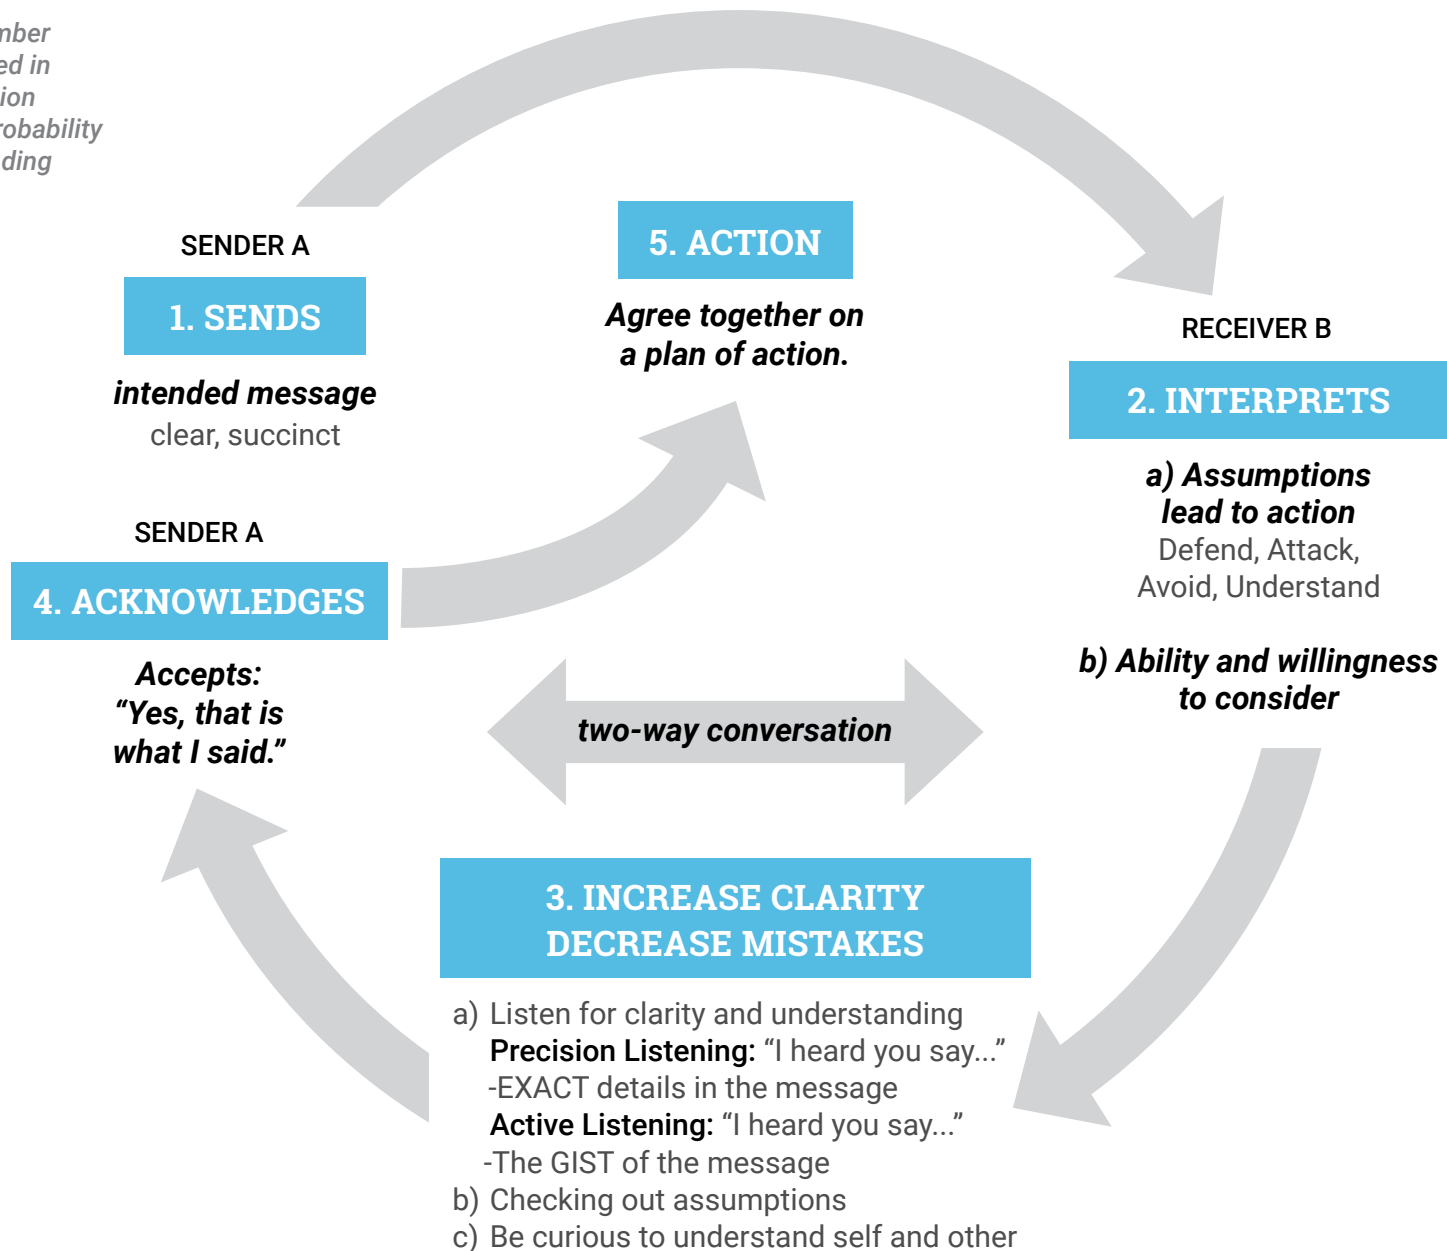 in
SENDER A
1. SENDS
intended message
clear, succinct
5. ACTION
Agree together on
a plan of action.
RECEIVER B
2. INTERPRETS
a) Assumptions
lead to action
Defend, Attack,
Avoid, Understand
b) Ability and willingness
to consider
SENDER A
4. ACKNOWLEDGES
Accepts:
“Yes, that is
what I said.”
two-way conversation
3. INCREASE CLARITY
DECREASE MISTAKES
a) Listen for clarity and understanding
Precision Listening: “I heard you say...”
-EXACT details in the message
Active Listening: “I heard you say...”
-The GIST of the message
b) Checking out assumptions
c) Be curious to understand self and other